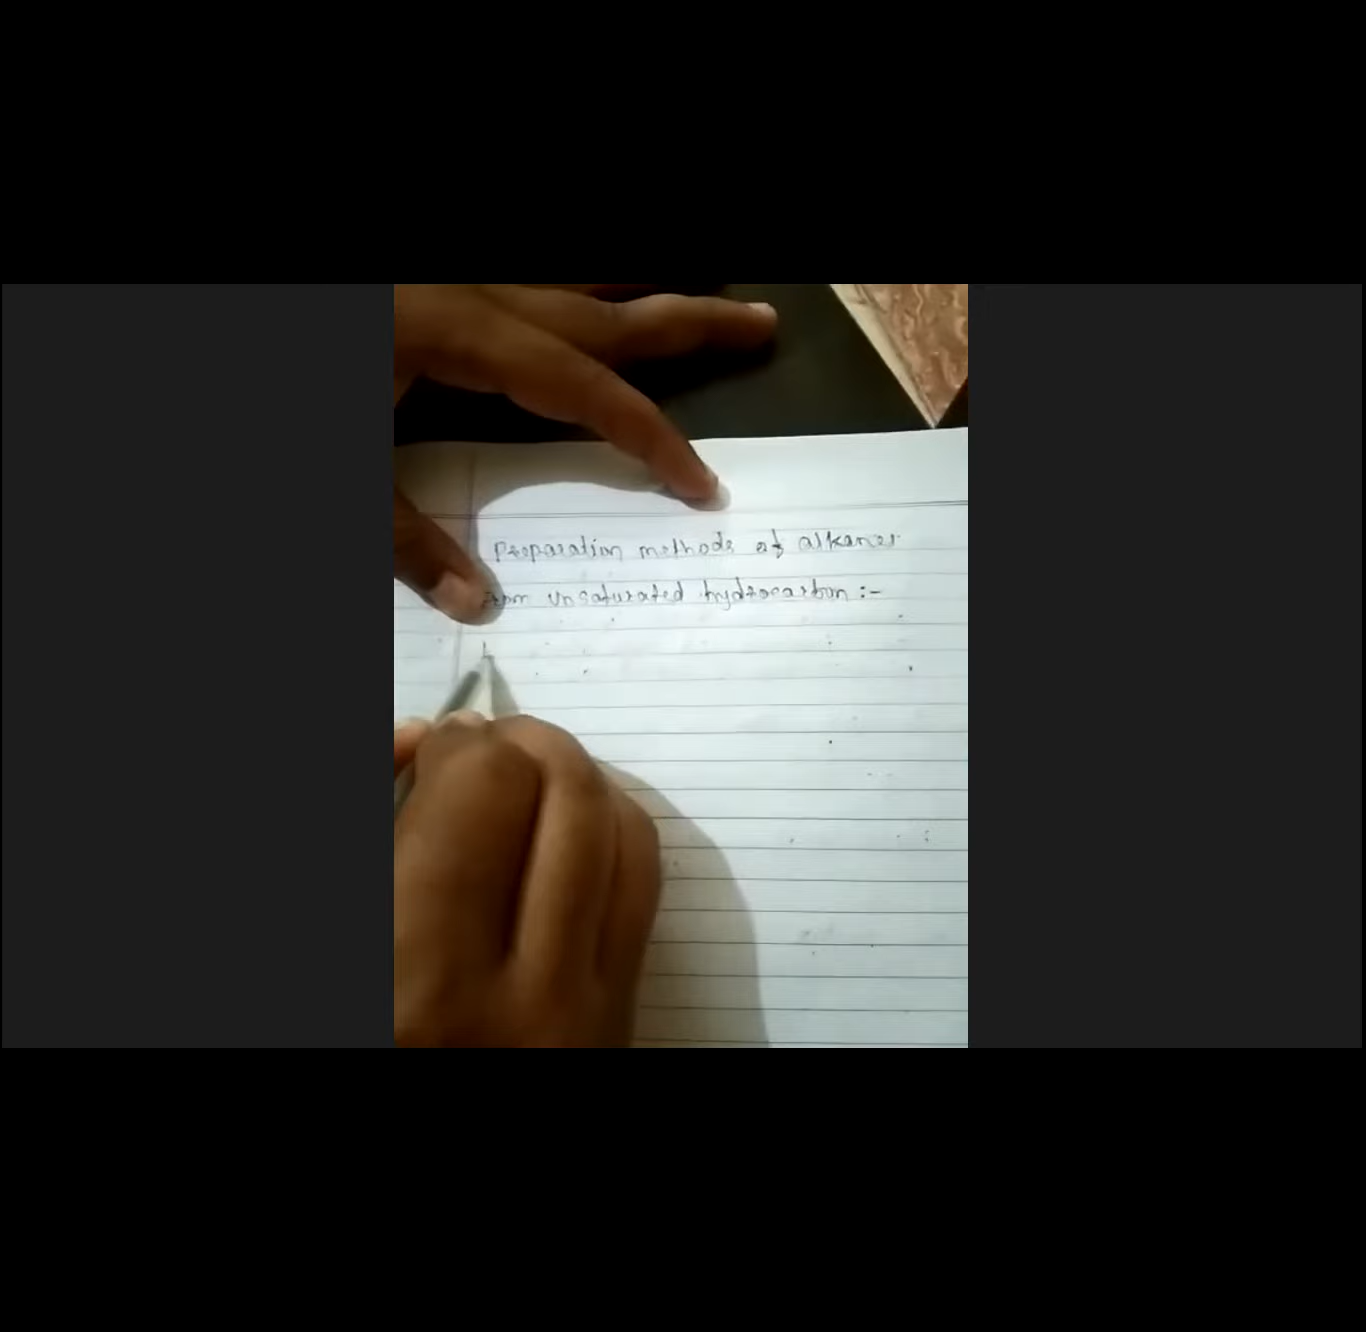 Preparation methods of alkanes
from unsaturated hydrocarbon :-